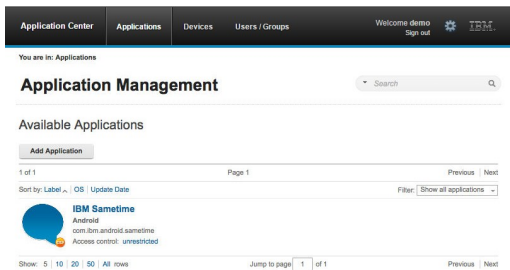 Application Center Applications Devices Users / Groups Welcome demo IBM.
Sign out
You are in: Applications
Application Management Search
Available Applications
Add Application
1 of 1 Page 1 Previous Next
Sort by: Label OS Update Date Filter: Show all applications
IBM Sametime
Android
com.ibm.android.sametime
Access control: unrestricted
Show: 5 10 20 50 All rows Jump to page 1 of 1 Previous Next